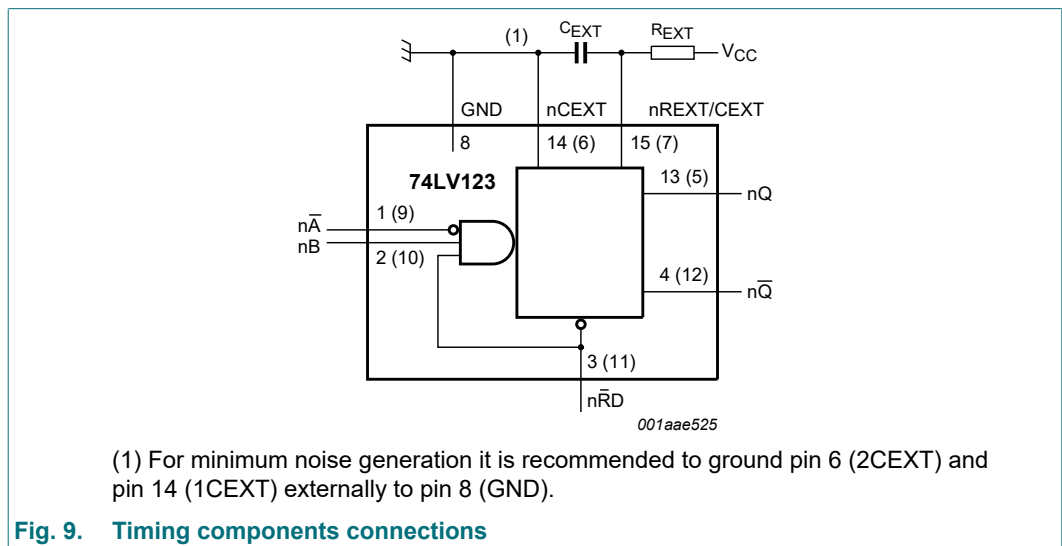 (1) CEXT REXT
VCC
GND nCEXT nREXT/CEXT
8 14 (6) 15 (7)
74LV123
13 (5)
nQ
1 (9)
nA̅
nB
2 (10)
4 (12)
nQ̅
3 (11)
nR̅D
001aae525
(1) For minimum noise generation it is recommended to ground pin 6 (2CEXT) and
pin 14 (1CEXT) externally to pin 8 (GND).
Fig. 9. Timing components connections